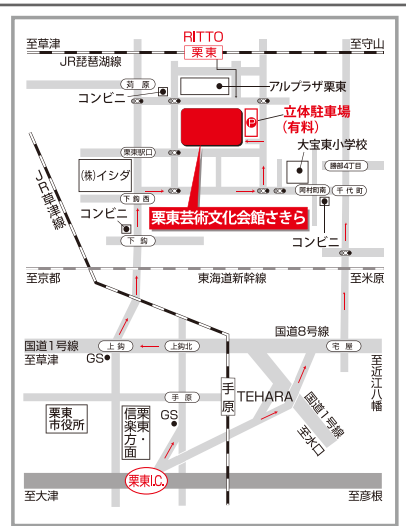 RITTO
栗東
至草津
至守山
JR琵琶湖線
苅原
コンビニ
アルプラザ栗東
P
立体駐車場
(有料)
大宝東小学校
栗東駅口
勝部4丁目
(株)イシダ
阿村町南
千代町
下鈎西
栗東芸術文化会館さきら
コンビニ
コンビニ
下鈎
JR草津線
至京都
東海道新幹線
至米原
国道1号線
上鈎
上鈎北
国道8号線
宅屋
至草津
GS
至近江八幡
手原
手原
TEHARA
GS
栗東市役所
栗東・信楽方面
国道1号線
至水口
栗東I.C.
至大津
至彦根